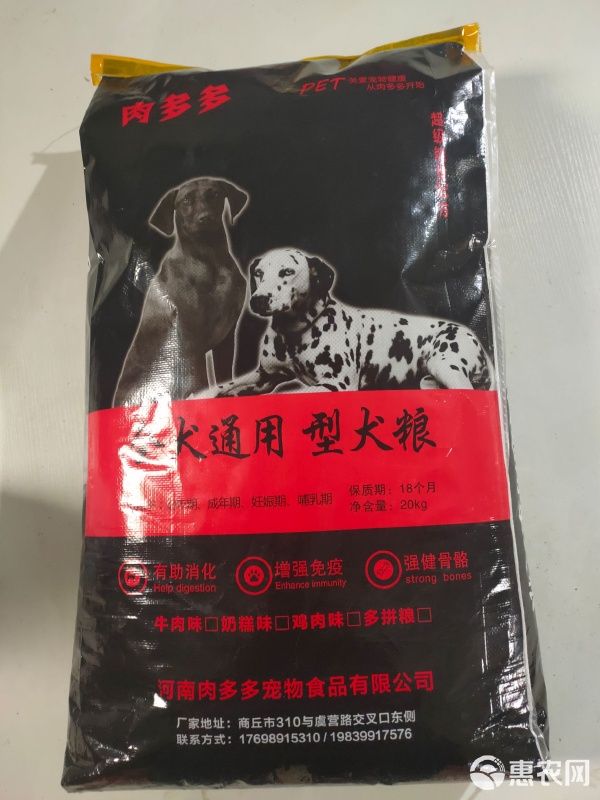 肉多多
PET 关爱宠物健康
从肉多多开始
犬通用 型犬粮
期、成年期、妊娠期、哺乳期
保质期：18个月
净含量：20kg
有助消化
Help digestion
增强免疫
Enhance immunity
强健骨骼
strong bones
牛肉味□奶糕味□鸡肉味□多拼粮□
河南肉多多宠物食品有限公司
厂家地址：商丘市310与虞营路交叉口东侧
联系方式：17698915310 / 19839917576
惠农网